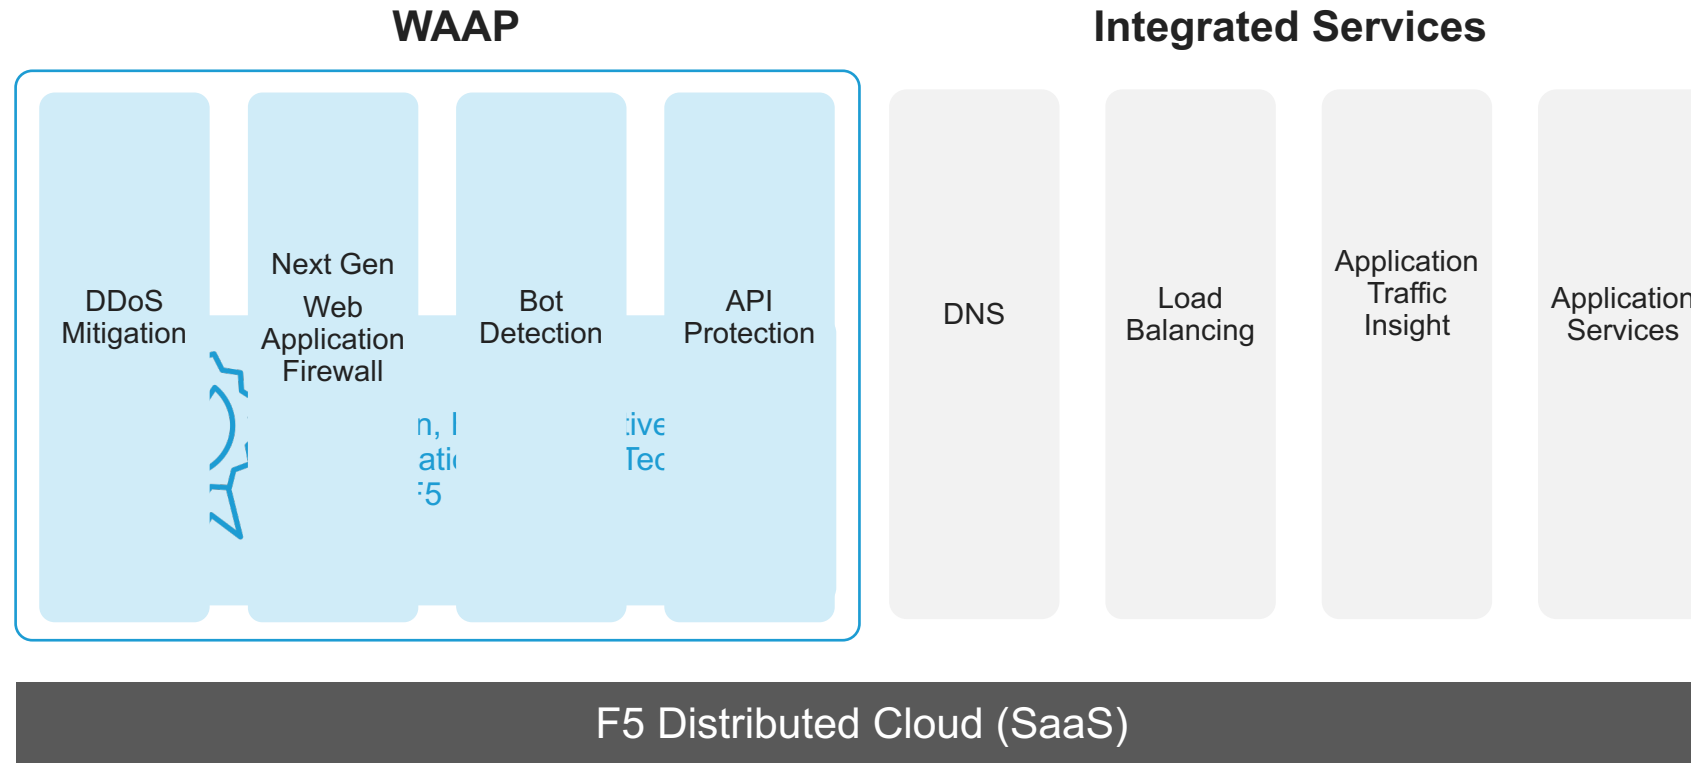 WAAP
Integrated Services
DDoS
Mitigation
Next Gen
Web
Application
Firewall
Bot
Detection
API
Protection
DNS
Load
Balancing
Application
Traffic
Insight
Application
Services
F5
F5 Distributed Cloud (SaaS)